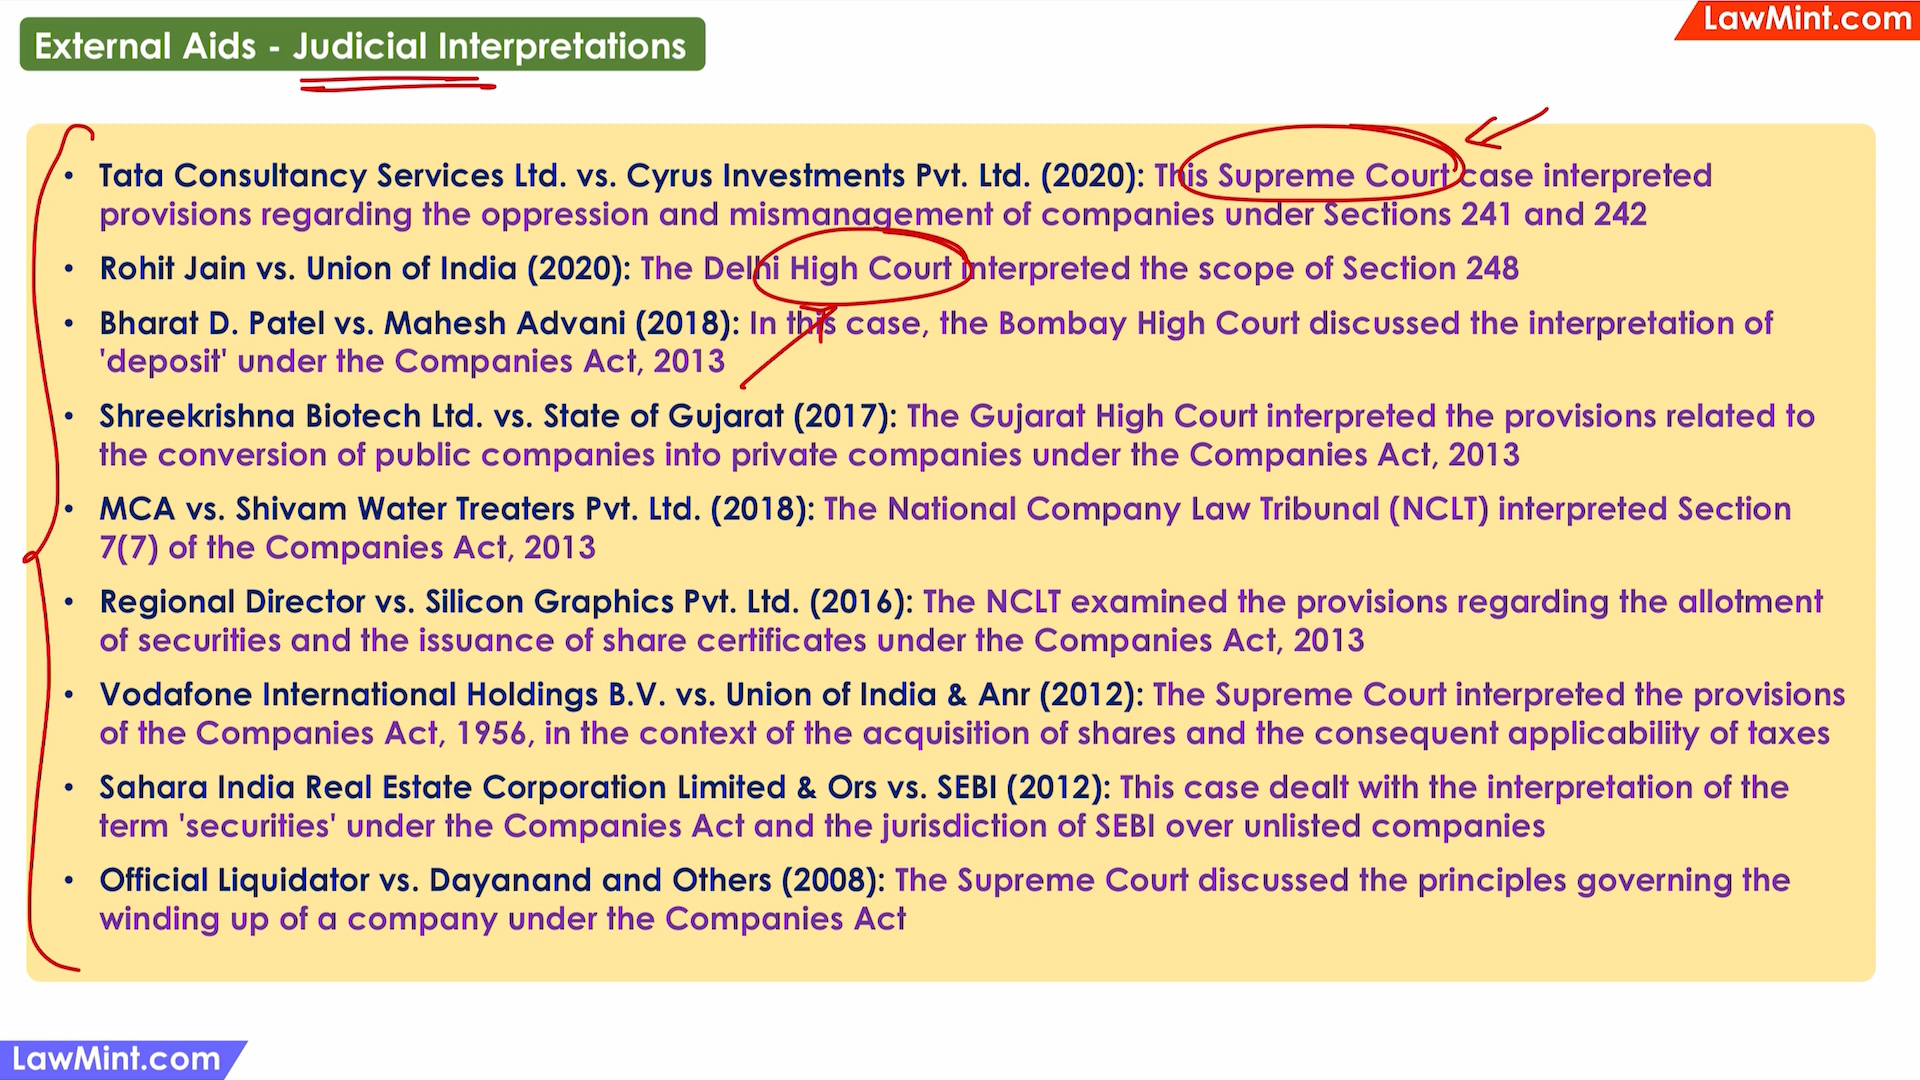 External Aids - Judicial Interpretations
LawMint.com
• Tata Consultancy Services Ltd. vs. Cyrus Investments Pvt. Ltd. (2020): This Supreme Court case interpreted
provisions regarding the oppression and mismanagement of companies under Sections 241 and 242
• Rohit Jain vs. Union of India (2020): The Delhi High Court interpreted the scope of Section 248
• Bharat D. Patel vs. Mahesh Advani (2018): In this case, the Bombay High Court discussed the interpretation of
'deposit' under the Companies Act, 2013
• Shreekrishna Biotech Ltd. vs. State of Gujarat (2017): The Gujarat High Court interpreted the provisions related to
the conversion of public companies into private companies under the Companies Act, 2013
• MCA vs. Shivam Water Treaters Pvt. Ltd. (2018): The National Company Law Tribunal (NCLT) interpreted Section
7(7) of the Companies Act, 2013
• Regional Director vs. Silicon Graphics Pvt. Ltd. (2016): The NCLT examined the provisions regarding the allotment
of securities and the issuance of share certificates under the Companies Act, 2013
• Vodafone International Holdings B.V. vs. Union of India & Anr (2012): The Supreme Court interpreted the provisions
of the Companies Act, 1956, in the context of the acquisition of shares and the consequent applicability of taxes
• Sahara India Real Estate Corporation Limited & Ors vs. SEBI (2012): This case dealt with the interpretation of the
term 'securities' under the Companies Act and the jurisdiction of SEBI over unlisted companies
• Official Liquidator vs. Dayanand and Others (2008): The Supreme Court discussed the principles governing the
winding up of a company under the Companies Act
LawMint.com